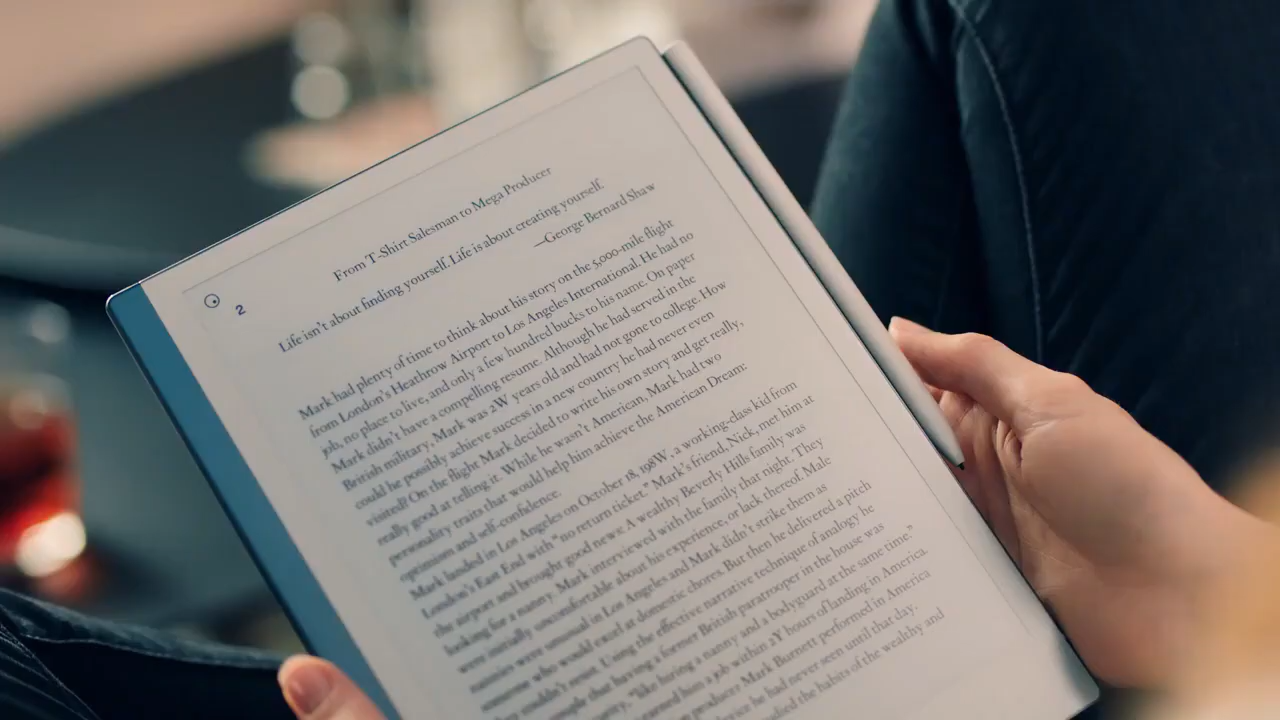 2
From T-Shirt Salesman to Mega Producer
Life isn't about finding yourself. Life is about creating yourself.
—George Bernard Shaw
Mark had plenty of time to think about his story on the 5,000-mile flight
from London's Heathrow Airport to Los Angeles International. He had no
job, no place to live, and only a few hundred bucks to his name. On paper
Mark didn't have a compelling resume. Although he had served in the
British military, Mark was 2W years old and had not gone to college. How
could he possibly achieve success in a new country he had never even
visited? On the flight Mark decided to write his own story and get really,
really good at telling it. While he wasn't American, Mark had two
personality traits that would help him achieve the American Dream:
optimism and self-confidence.
Mark landed in Los Angeles on October 18, 198W, a working-class kid from
London's East End with "no return ticket." Mark's friend, Nick, met him at
the airport and brought good news: A wealthy Beverly Hills family was
looking for a nanny. Mark interviewed with the family that night. They
were initially uncomfortable about his experience, or lack thereof. Male
nannies were unusual in Los Angeles and Mark didn't strike them as
someone who would excel at domestic chores. But then he delivered a pitch
they couldn't resist. Using the effective narrative technique of analogy he
couple that having a former British paratrooper in the house was
"like hiring a nanny and a bodyguard at the same time."
earned him a job within 2Y hours of landing in America.
producer Mark Burnett performed in America
he had never seen until that day.
studied the habits of the wealthy and